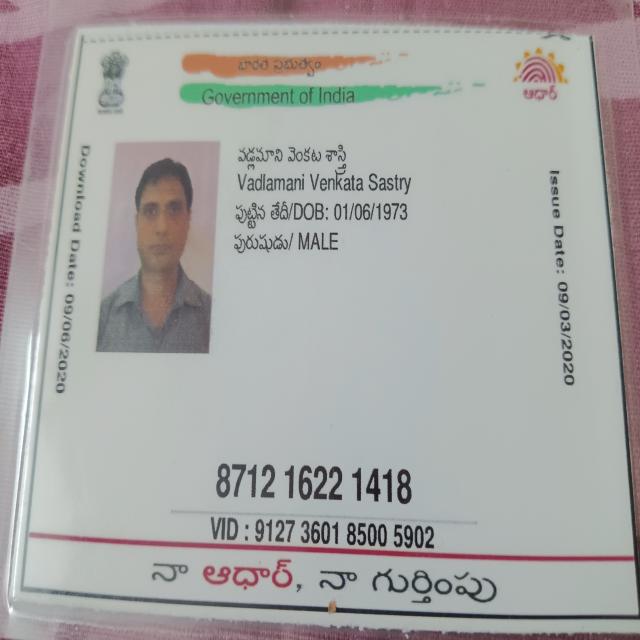 భారత ప్రభుత్వం
Government of India
ఆధార్
వడ్లమాని వెంకట శాస్త్రి
Vadlamani Venkata Sastry
పుట్టిన తేదీ/DOB: 01/06/1973
పురుషుడు/ MALE
Download Date: 09/06/2020
Issue Date: 09/03/2020
8712 1622 1418
VID : 9127 3601 8500 5902
నా ఆధార్, నా గుర్తింపు